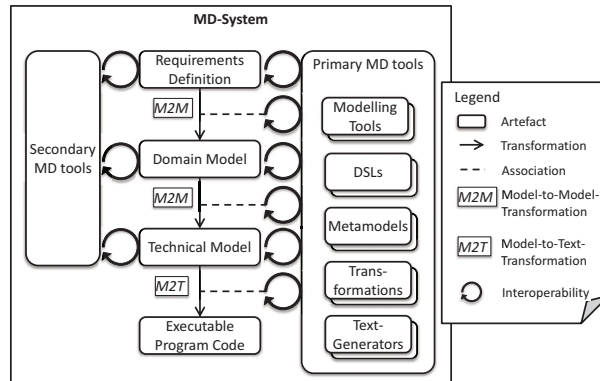 MD-System
Requirements
Definition
Primary MD tools
M2M
Modelling
Tools
Secondary
MD tools
Domain Model
DSLs
M2M
Metamodels
Technical Model
M2T
Trans-
formations
Executable
Program Code
Text-
Generators
Legend
Artefact
Transformation
Association
M2M Model-to-Model-
Transformation
M2T Model-to-Text-
Transformation
Interoperability